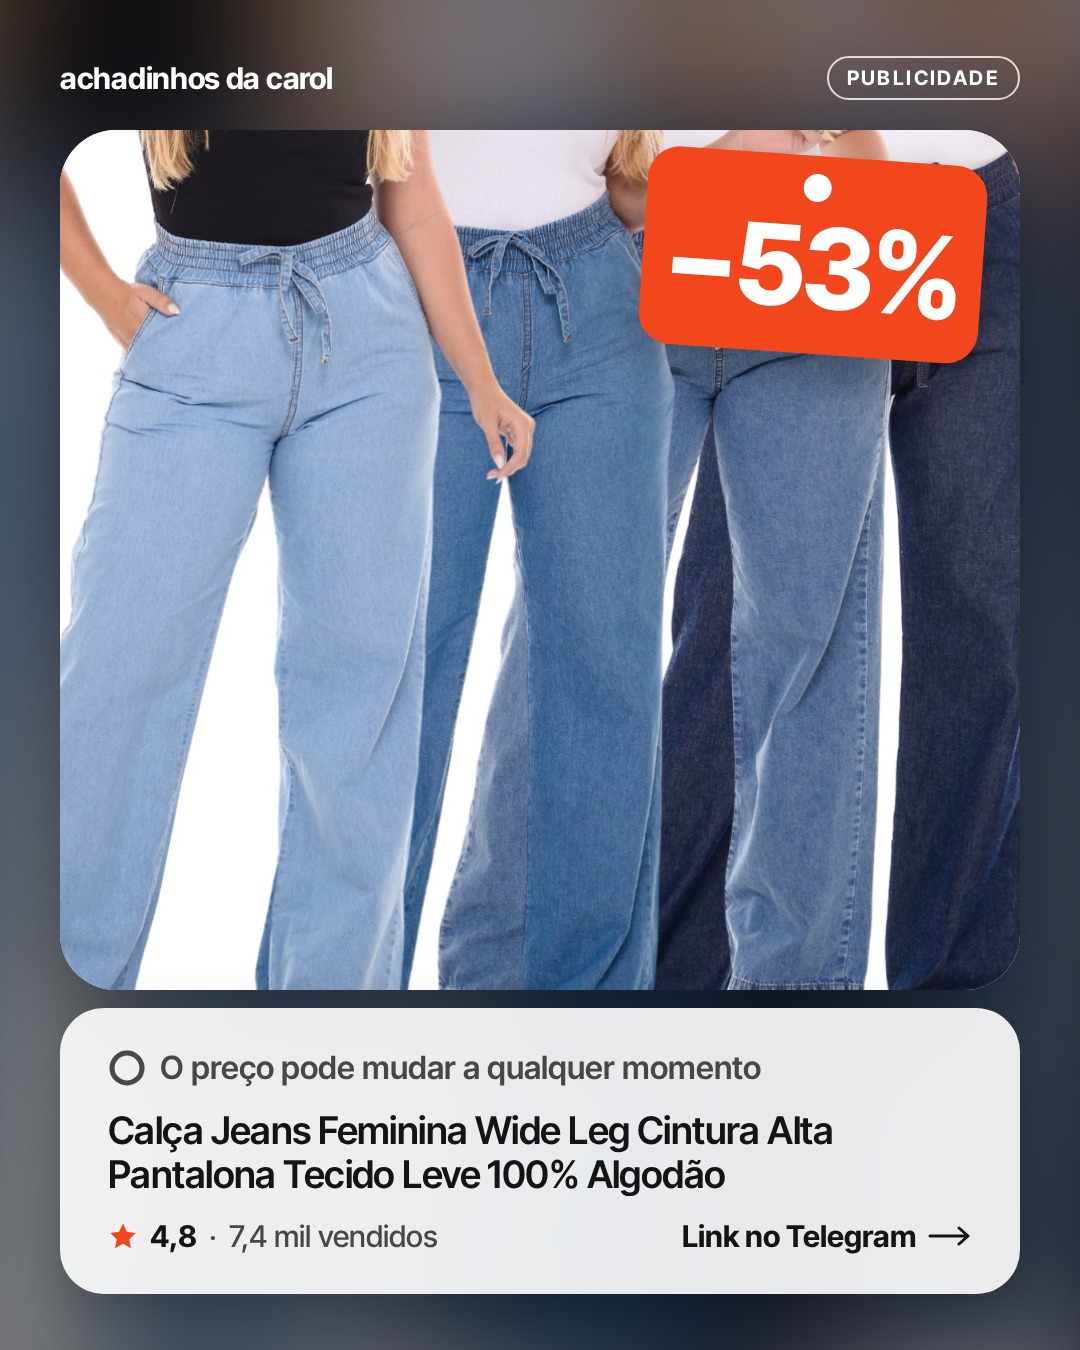 achadinhos da carol
PUBLICIDADE
–53%
O preço pode mudar a qualquer momento
Calça Jeans Feminina Wide Leg Cintura Alta
Pantalona Tecido Leve 100% Algodão
4,8 · 7,4 mil vendidos
Link no Telegram →